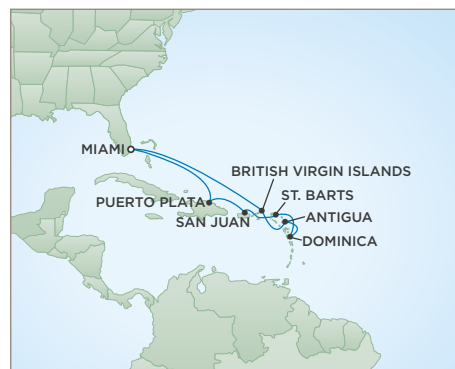 MIAMI
BRITISH VIRGIN ISLANDS
ST. BARTS
PUERTO PLATA
SAN JUAN
ANTIGUA
DOMINICA